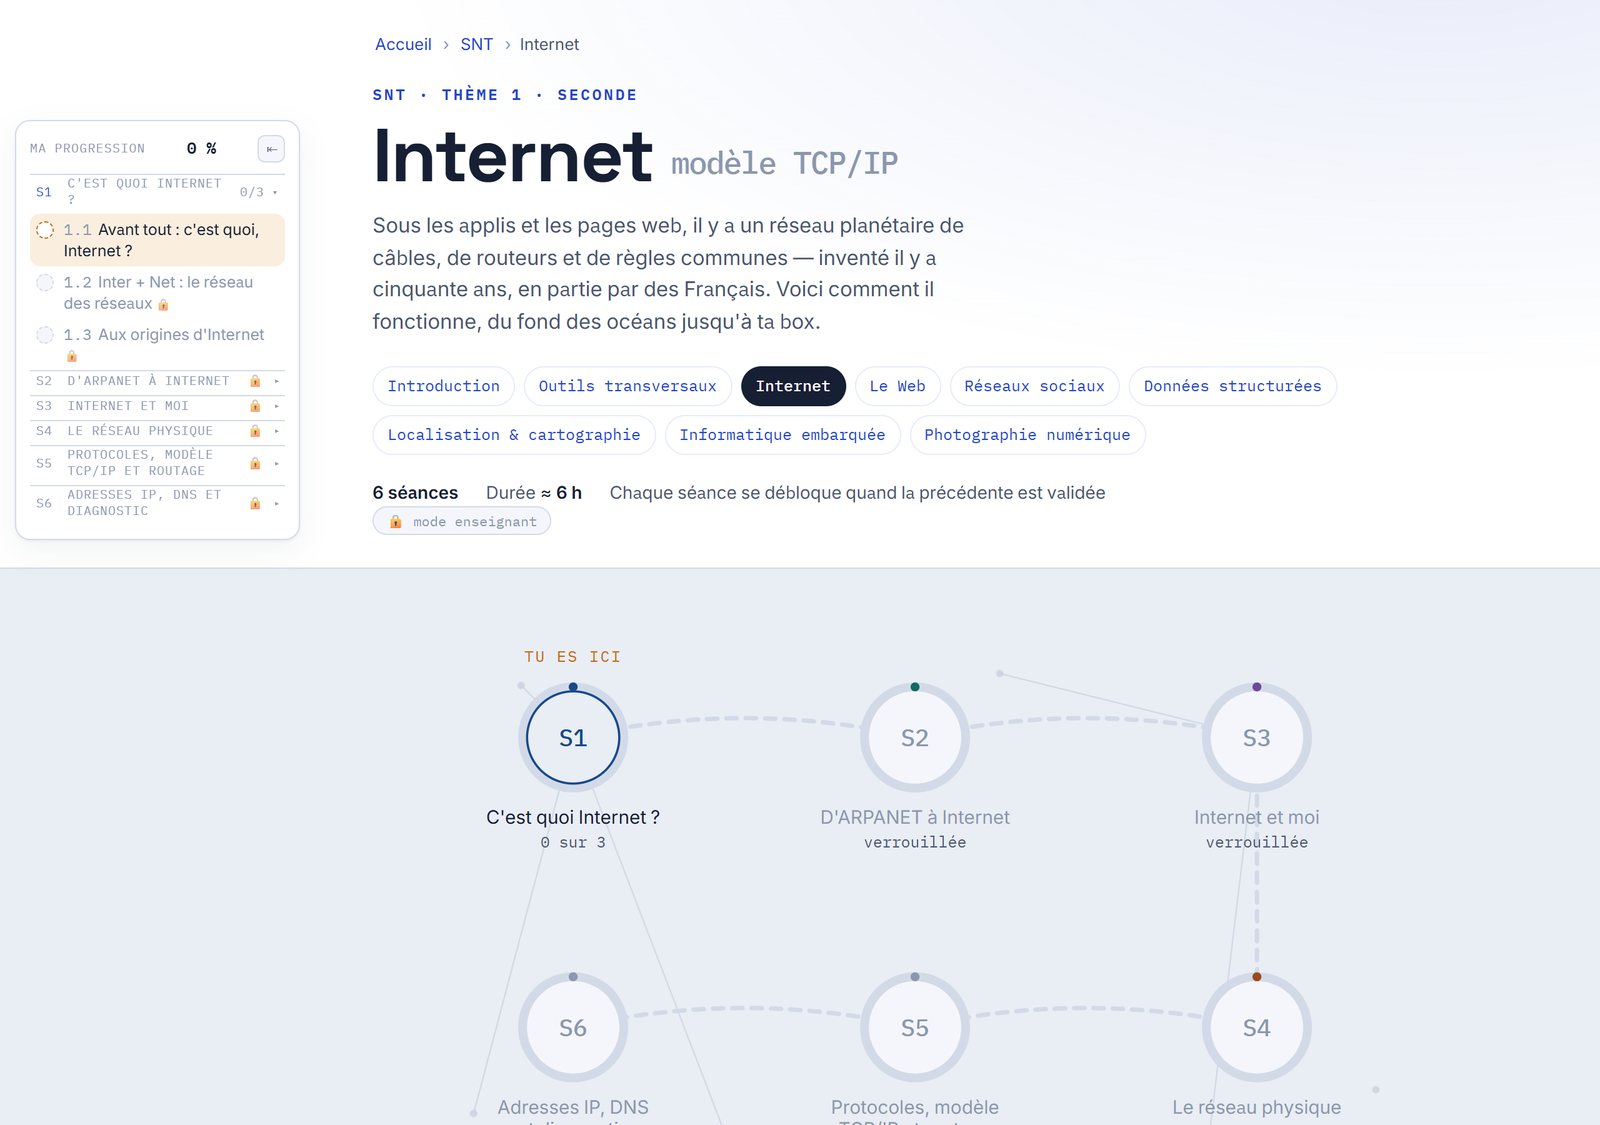 Accueil › SNT › Internet
SNT · THÈME 1 · SECONDE
Internet modèle TCP/IP
Sous les applis et les pages web, il y a un réseau planétaire de
câbles, de routeurs et de règles communes — inventé il y a
cinquante ans, en partie par des Français. Voici comment il
fonctionne, du fond des océans jusqu'à ta box.
Introduction Outils transversaux Internet Le Web Réseaux sociaux Données structurées
Localisation & cartographie Informatique embarquée Photographie numérique
6 séances Durée ≈ 6 h Chaque séance se débloque quand la précédente est validée
mode enseignant
MA PROGRESSION 0 %
S1 C'EST QUOI INTERNET
? 0/3
1.1 Avant tout : c'est quoi,
Internet ?
1.2 Inter + Net : le réseau
des réseaux
1.3 Aux origines d'Internet
S2 D'ARPANET À INTERNET
S3 INTERNET ET MOI
S4 LE RÉSEAU PHYSIQUE
S5 PROTOCOLES, MODÈLE
TCP/IP ET ROUTAGE
S6 ADRESSES IP, DNS ET
DIAGNOSTIC
TU ES ICI
S1 S2 S3
C'est quoi Internet ? D'ARPANET à Internet Internet et moi
0 sur 3 verrouillée verrouillée
S6 S5 S4
Adresses IP, DNS Protocoles, modèle Le réseau physique